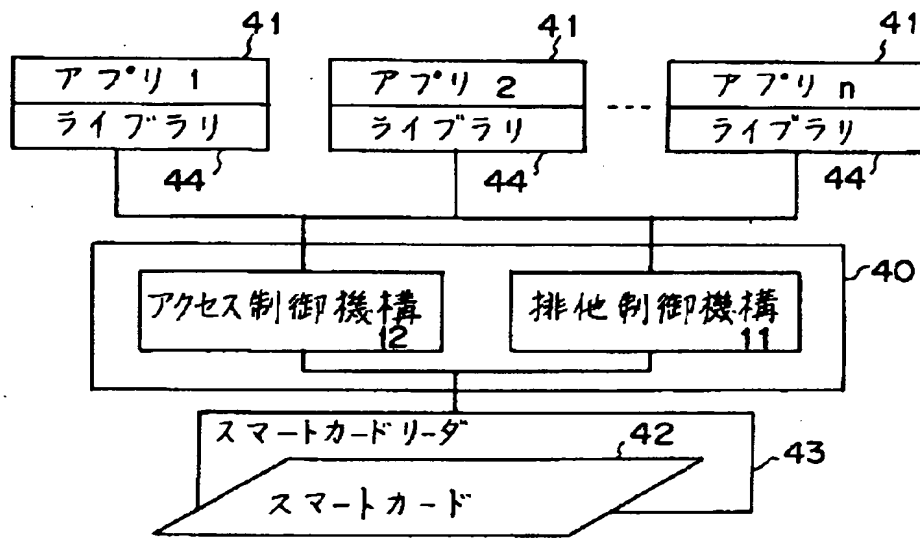 41 41 41
アプリ 1 アプリ 2 アプリ n
ライブラリ ライブラリ ---- ライブラリ
44 44 44
40
アクセス制御機構 排他制御機構
12 11
スマートカードリーダ 42
43
スマートカード